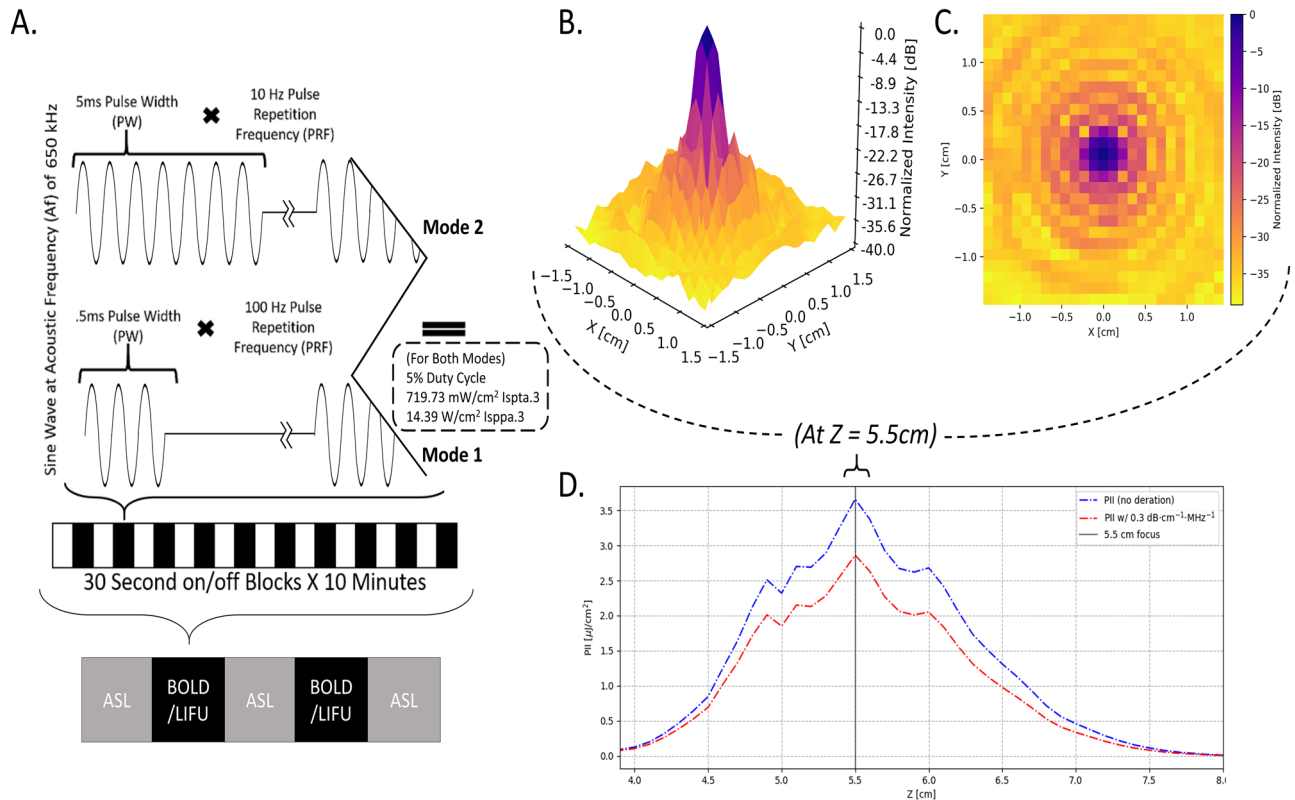 A.
Sine Wave at Acoustic Frequency (Af) of 650 kHz
5ms Pulse Width
(PW)
10 Hz Pulse
Repetition
Frequency (PRF)
Mode 2
.5ms Pulse Width
(PW)
100 Hz Pulse
Repetition
Frequency (PRF)
(For Both Modes)
5% Duty Cycle
719.73 mW/cm² Ispta.3
14.39 W/cm² Isppa.3
Mode 1
30 Second on/off Blocks X 10 Minutes
ASL
BOLD
/LIFU
ASL
BOLD
/LIFU
ASL
B.
0.0
-4.4
-8.9
-13.3
-17.8
-22.2
-26.7
-31.1
-35.6
-40.0
Normalized Intensity [dB]
−1.5
−1.0
−0.5
0.0
0.5
1.0
1.5
X [cm]
−1.5
−1.0
−0.5
0.0
0.5
1.0
1.5
Y [cm]
C.
1.0
0.5
0.0
−0.5
−1.0
Y [cm]
−1.0
−0.5
0.0
0.5
1.0
X [cm]
0
−5
−10
−15
−20
−25
−30
−35
Normalized Intensity [dB]
(At Z = 5.5cm)
D.
PII (no deration)
PII w/ 0.3 dB·cm⁻¹·MHz⁻¹
5.5 cm focus
3.5
3.0
2.5
2.0
1.5
1.0
0.5
0.0
PII [μJ/cm²]
4.0
4.5
5.0
5.5
6.0
6.5
7.0
7.5
8.0
Z [cm]